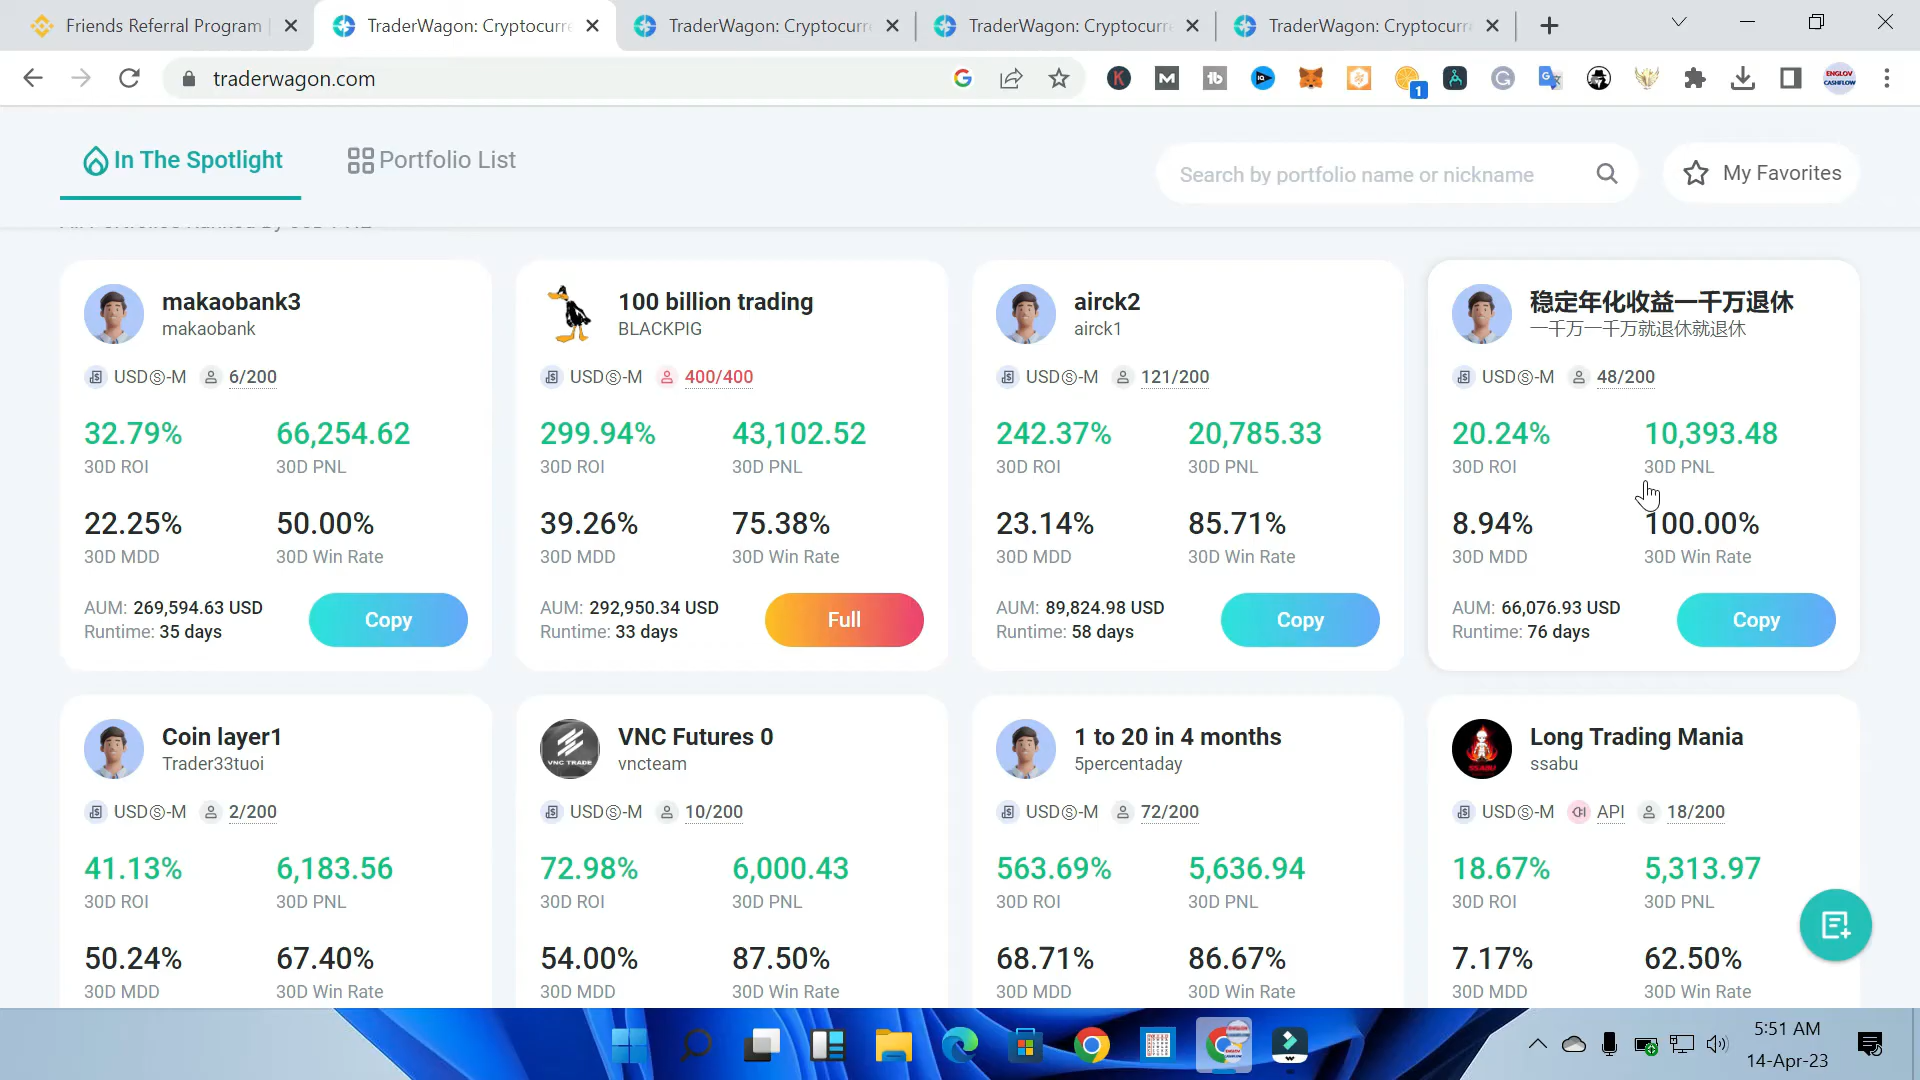 Friends Referral Program |
TraderWagon: Cryptocurre
TraderWagon: Cryptocurre
TraderWagon: Cryptocurre
TraderWagon: Cryptocurre
traderwagon.com
1
ENGLOV
CASHFLOW
In The Spotlight
Portfolio List
Search by portfolio name or nickname
My Favorites
makaobank3
makaobank
USDⓈ-M 6/200
32.79% 66,254.62
30D ROI 30D PNL
22.25% 50.00%
30D MDD 30D Win Rate
AUM: 269,594.63 USD
Runtime: 35 days
Copy
100 billion trading
BLACKPIG
USDⓈ-M 400/400
299.94% 43,102.52
30D ROI 30D PNL
39.26% 75.38%
30D MDD 30D Win Rate
AUM: 292,950.34 USD
Runtime: 33 days
Full
airck2
airck1
USDⓈ-M 121/200
242.37% 20,785.33
30D ROI 30D PNL
23.14% 85.71%
30D MDD 30D Win Rate
AUM: 89,824.98 USD
Runtime: 58 days
Copy
稳定年化收益一千万退休
一千万一千万就退休就退休
USDⓈ-M 48/200
20.24% 10,393.48
30D ROI 30D PNL
8.94% 100.00%
30D MDD 30D Win Rate
AUM: 66,076.93 USD
Runtime: 76 days
Copy
Coin layer1
Trader33tuoi
USDⓈ-M 2/200
41.13% 6,183.56
30D ROI 30D PNL
50.24% 67.40%
30D MDD 30D Win Rate
VNC TRADE
VNC Futures 0
vncteam
USDⓈ-M 10/200
72.98% 6,000.43
30D ROI 30D PNL
54.00% 87.50%
30D MDD 30D Win Rate
1 to 20 in 4 months
5percentaday
USDⓈ-M 72/200
563.69% 5,636.94
30D ROI 30D PNL
68.71% 86.67%
30D MDD 30D Win Rate
SSABU
Long Trading Mania
ssabu
USDⓈ-M API 18/200
18.67% 5,313.97
30D ROI 30D PNL
7.17% 62.50%
30D MDD 30D Win Rate
5:51 AM
14-Apr-23